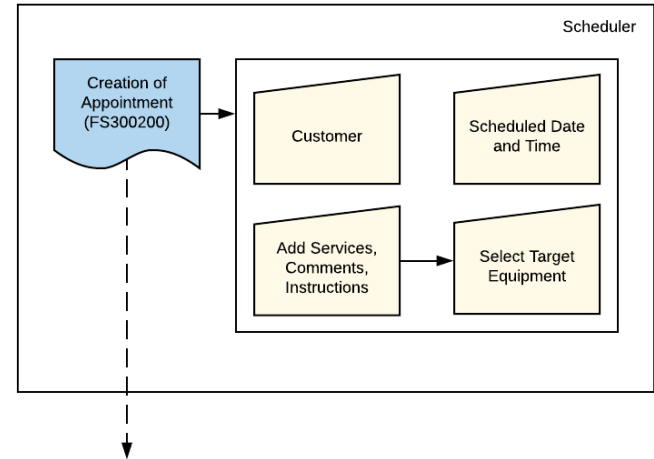 Scheduler
Creation of
Appointment
(FS300200)
Customer
Scheduled Date
and Time
Add Services,
Comments,
Instructions
Select Target
Equipment